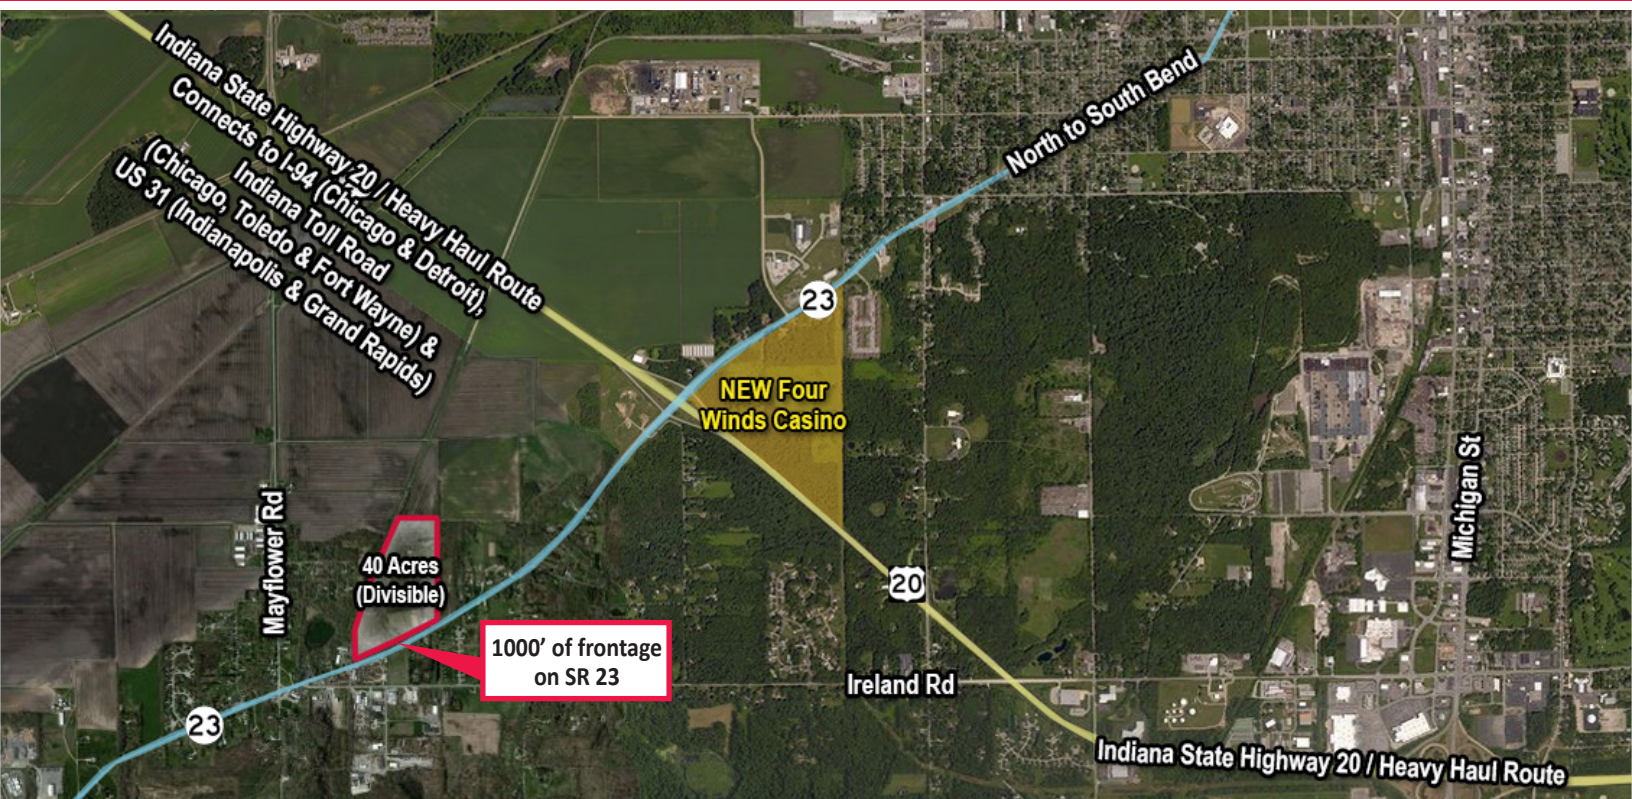 Indiana State Highway 20 / Heavy Haul Route
Connects to I-94 (Chicago & Detroit),
Indiana Toll Road
(Chicago, Toledo & Fort Wayne) &
US 31 (Indianapolis & Grand Rapids)
North to South Bend
23
NEW Four
Winds Casino
Mayflower Rd
40 Acres
(Divisible)
Michigan St
20
1000’ of frontage
on SR 23
Ireland Rd
23
Indiana State Highway 20 / Heavy Haul Route